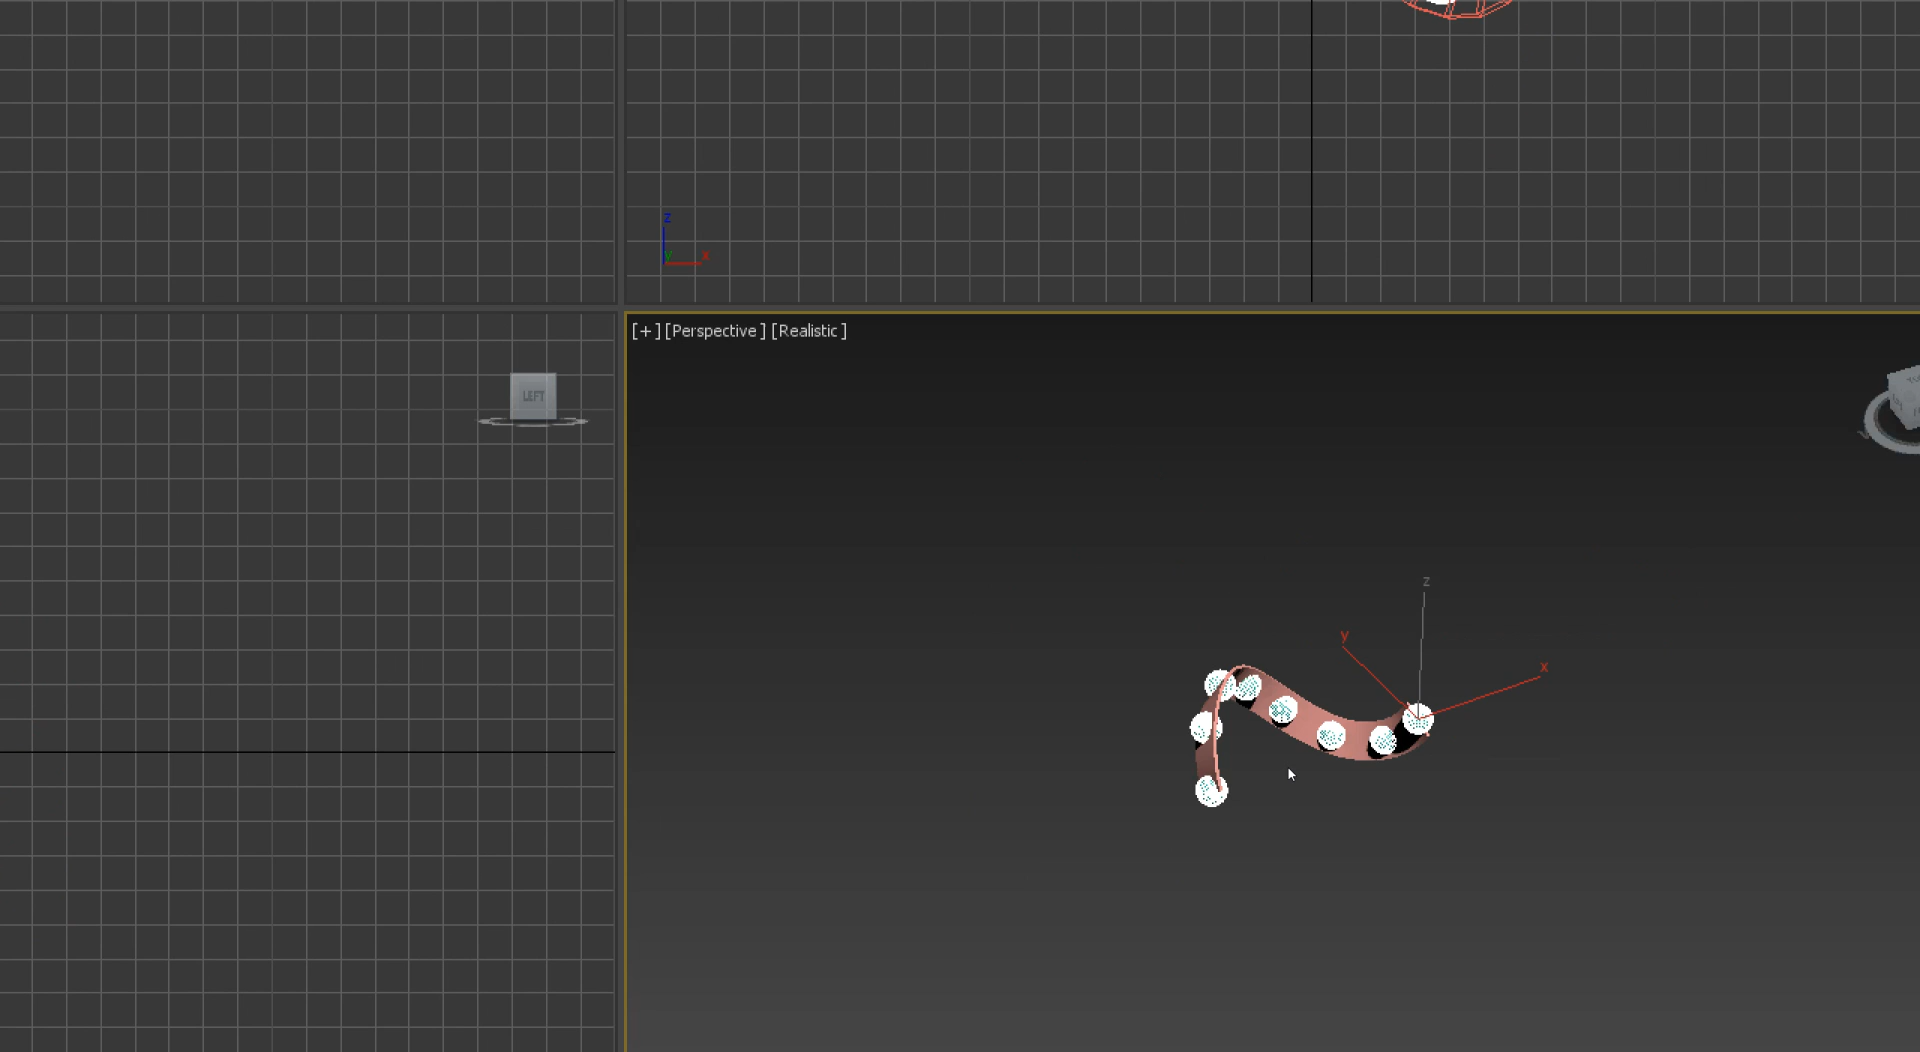 z
y x
[+] [Perspective ] [Realistic ]
LEFT
z
y
x